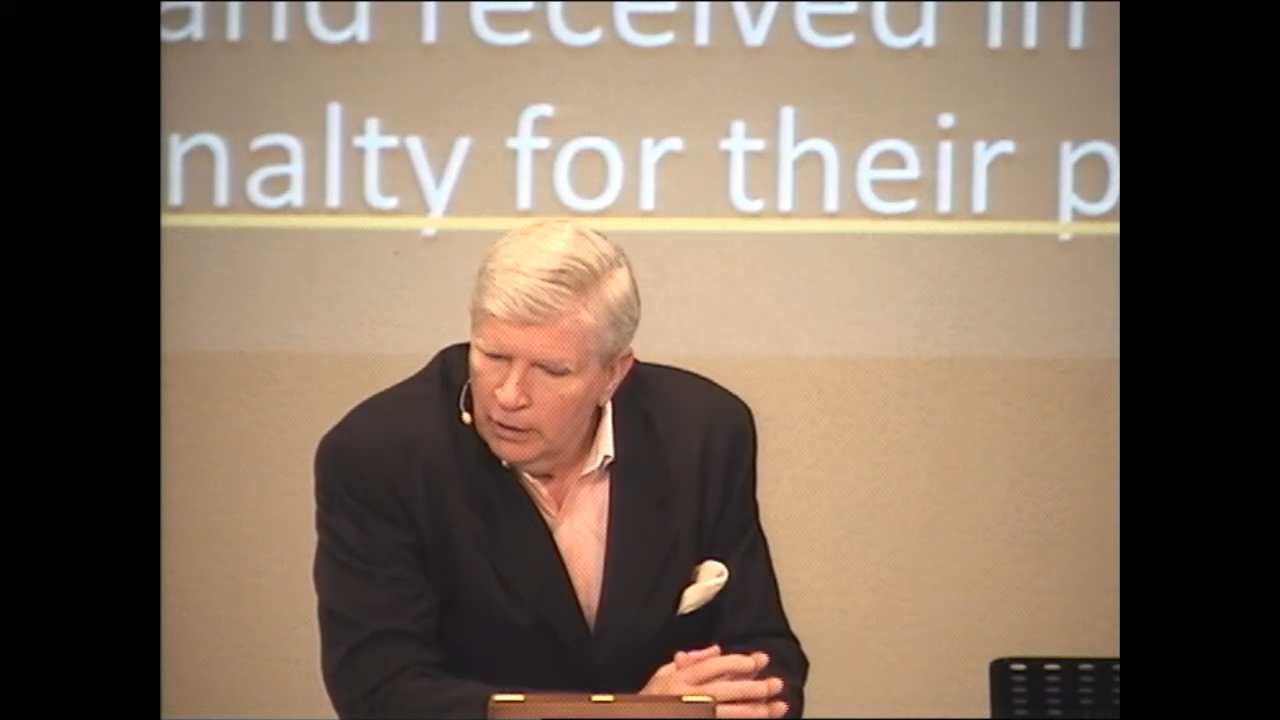 and received in
nalty for their p